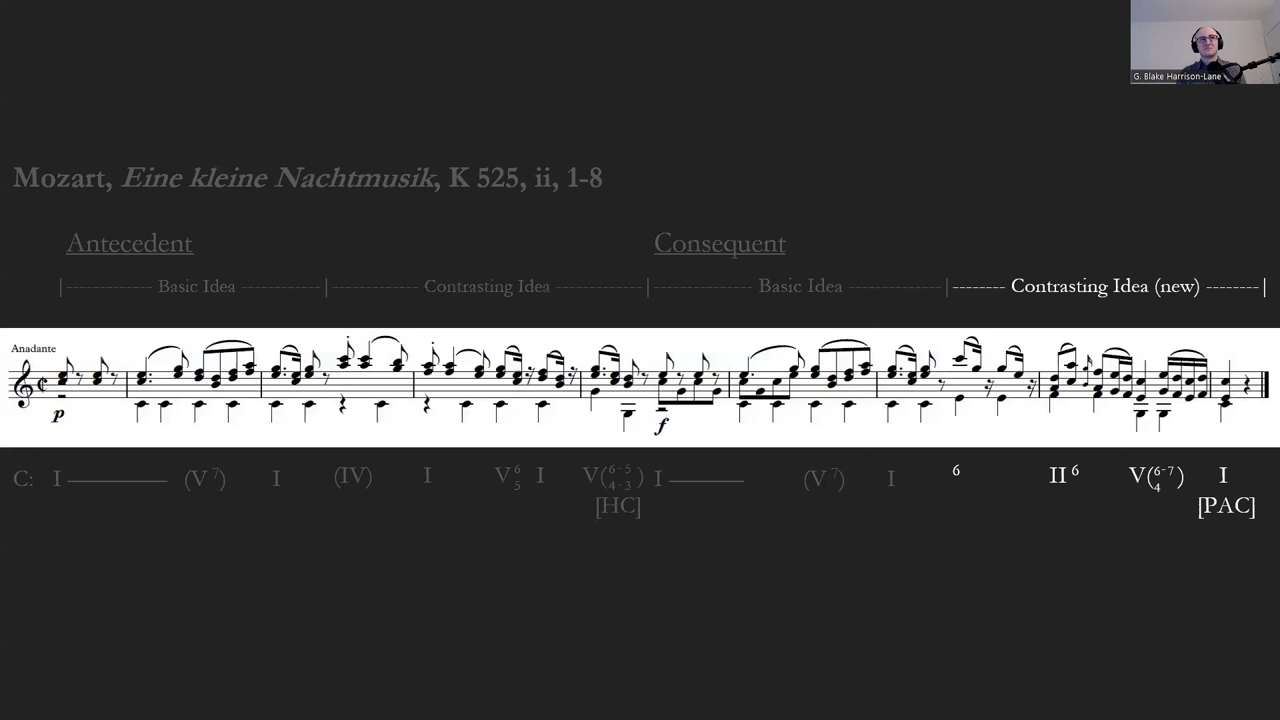 G. Blake Harrison-Lane
Mozart, Eine kleine Nachtmusik, K 525, ii, 1-8
Antecedent Consequent
|------------ Basic Idea -----------|------------ Contrasting Idea -------------|-------------- Basic Idea -------------|-------- Contrasting Idea (new) --------|
Anadante
p f
C: I (V7) I (IV) I V6 5 I V(6-5 4-3) I (V7) I 6 II6 V(6-7 4) I
[HC] [PAC]